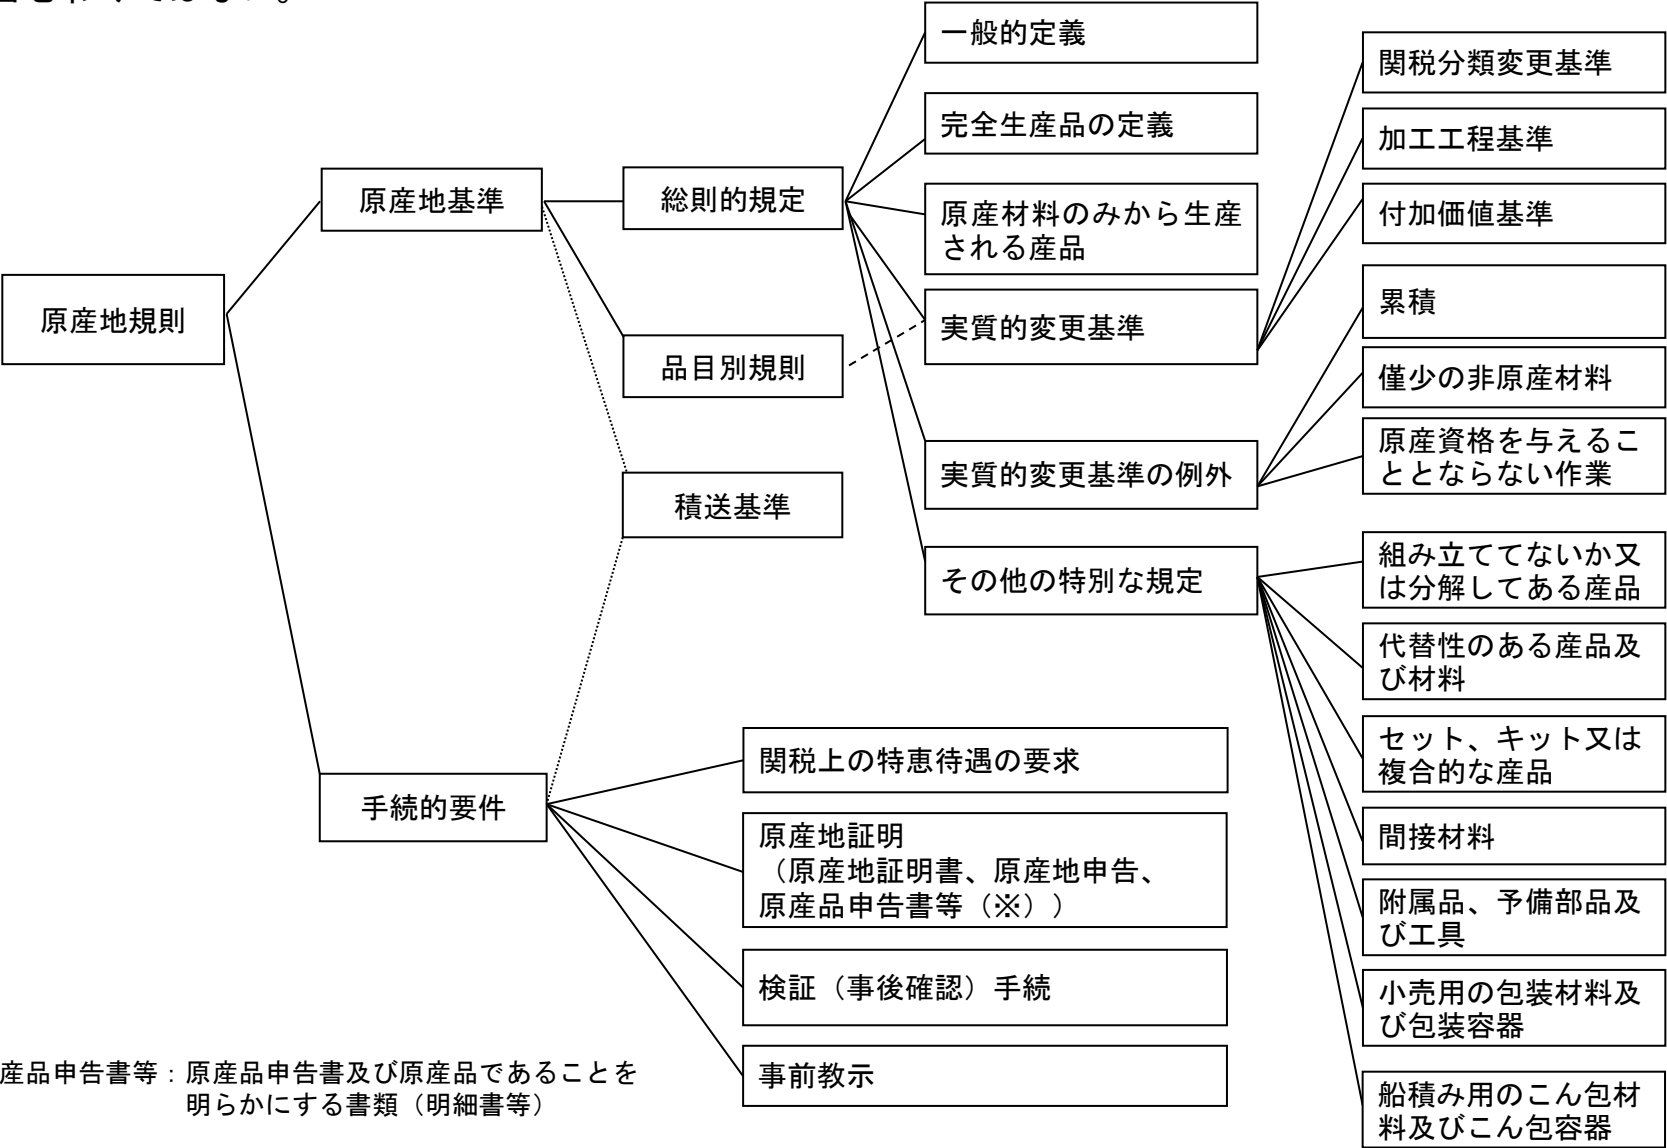 原産地規則
原産地基準
手続的要件
総則的規定
品目別規則
積送基準
一般的定義
完全生産品の定義
原産材料のみから生産
される産品
実質的変更基準
実質的変更基準の例外
その他の特別な規定
関税分類変更基準
加工工程基準
付加価値基準
累積
僅少の非原産材料
原産資格を与えるこ
ととならない作業
組み立ててないか又
は分解してある産品
代替性のある産品及
び材料
セット、キット又は
複合的な産品
間接材料
附属品、予備部品及
び工具
小売用の包装材料及
び包装容器
船積み用のこん包材
料及びこん包容器
関税上の特恵待遇の要求
原産地証明
（原産地証明書、原産地申告、
原産品申告書等（※））
検証（事後確認）手続
事前教示
産品申告書等：原産品申告書及び原産品であることを
明らかにする書類（明細書等）